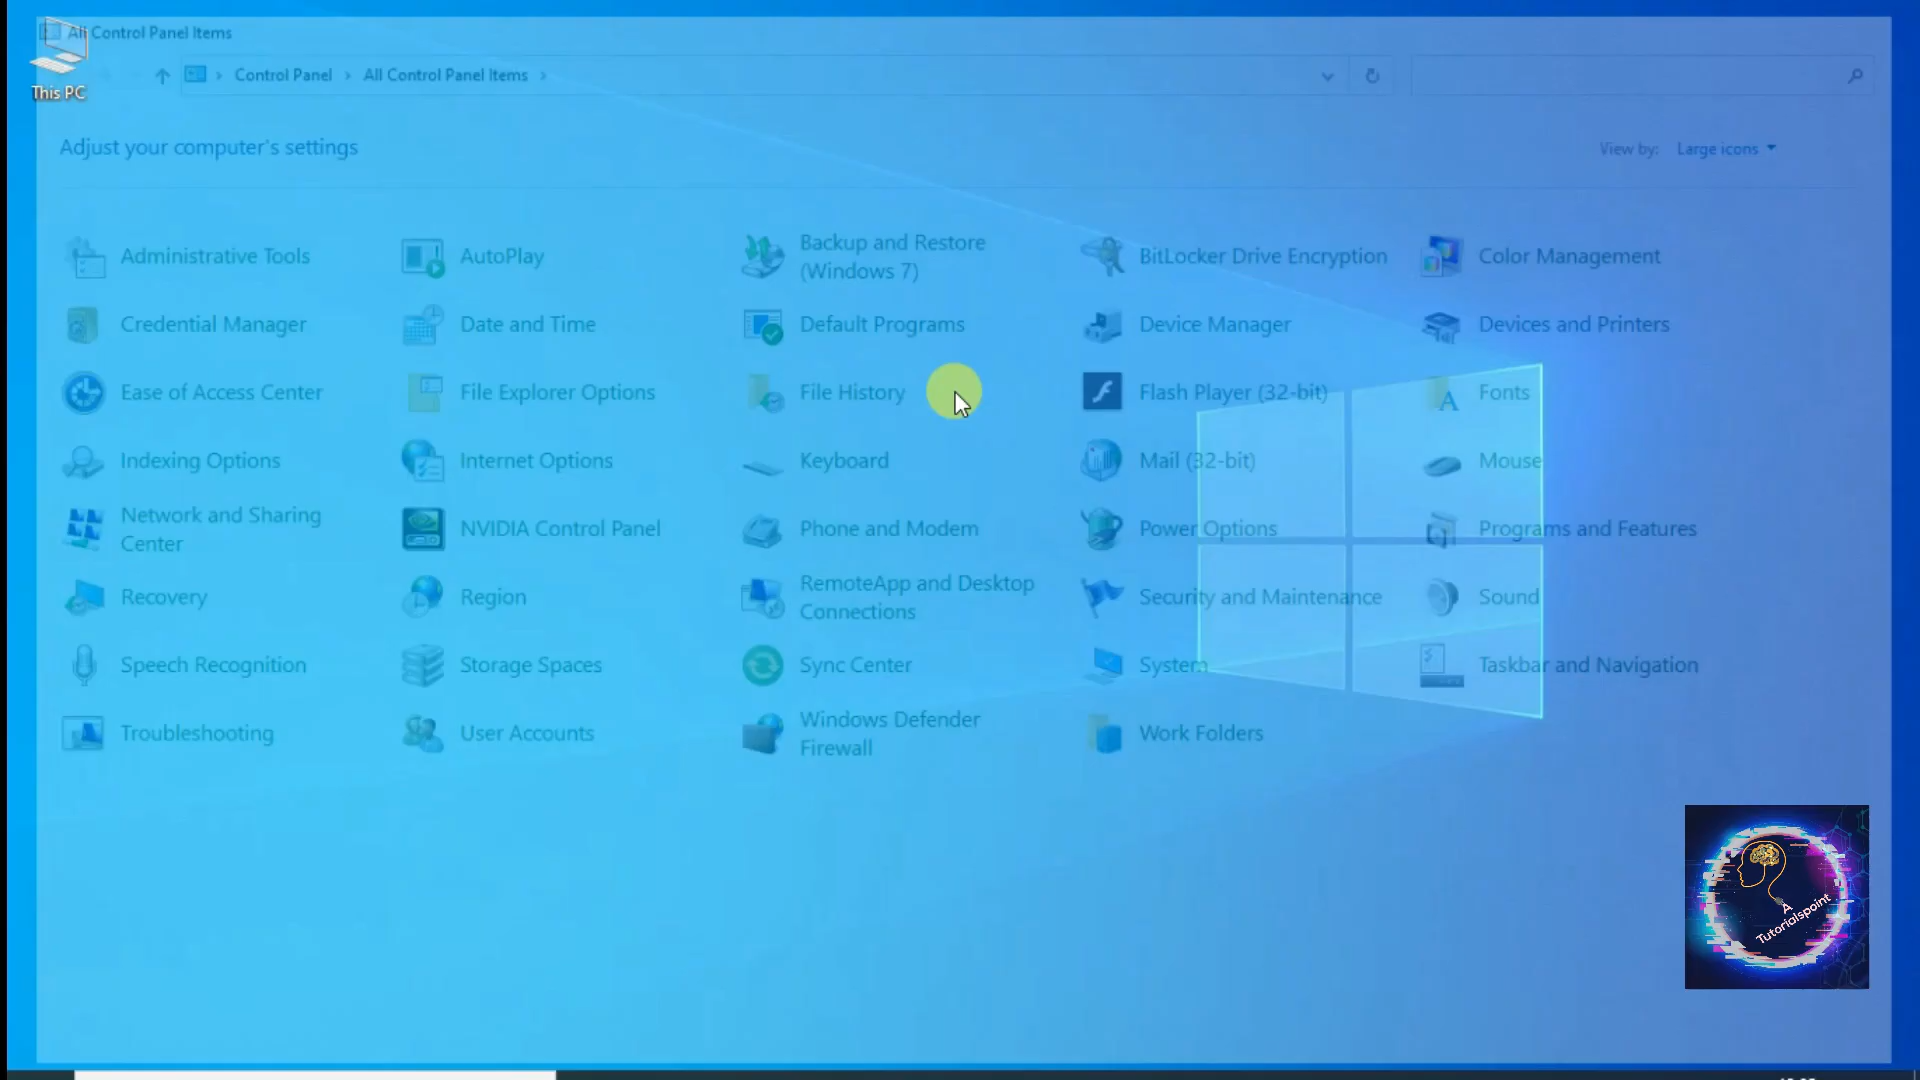 All Control Panel Items
Control Panel › All Control Panel Items ›
This PC
Adjust your computer's settings
View by: Large icons
Administrative Tools
AutoPlay
Backup and Restore
(Windows 7)
BitLocker Drive Encryption
Color Management
Credential Manager
Date and Time
Default Programs
Device Manager
Devices and Printers
Ease of Access Center
File Explorer Options
File History
Flash Player (32-bit)
Fonts
Indexing Options
Internet Options
Keyboard
Mail (32-bit)
Mouse
Network and Sharing
Center
NVIDIA Control Panel
Phone and Modem
Power Options
Programs and Features
Recovery
Region
RemoteApp and Desktop
Connections
Security and Maintenance
Sound
Speech Recognition
Storage Spaces
Sync Center
System
Taskbar and Navigation
Troubleshooting
User Accounts
Windows Defender
Firewall
Work Folders
A
Tutorialspoint